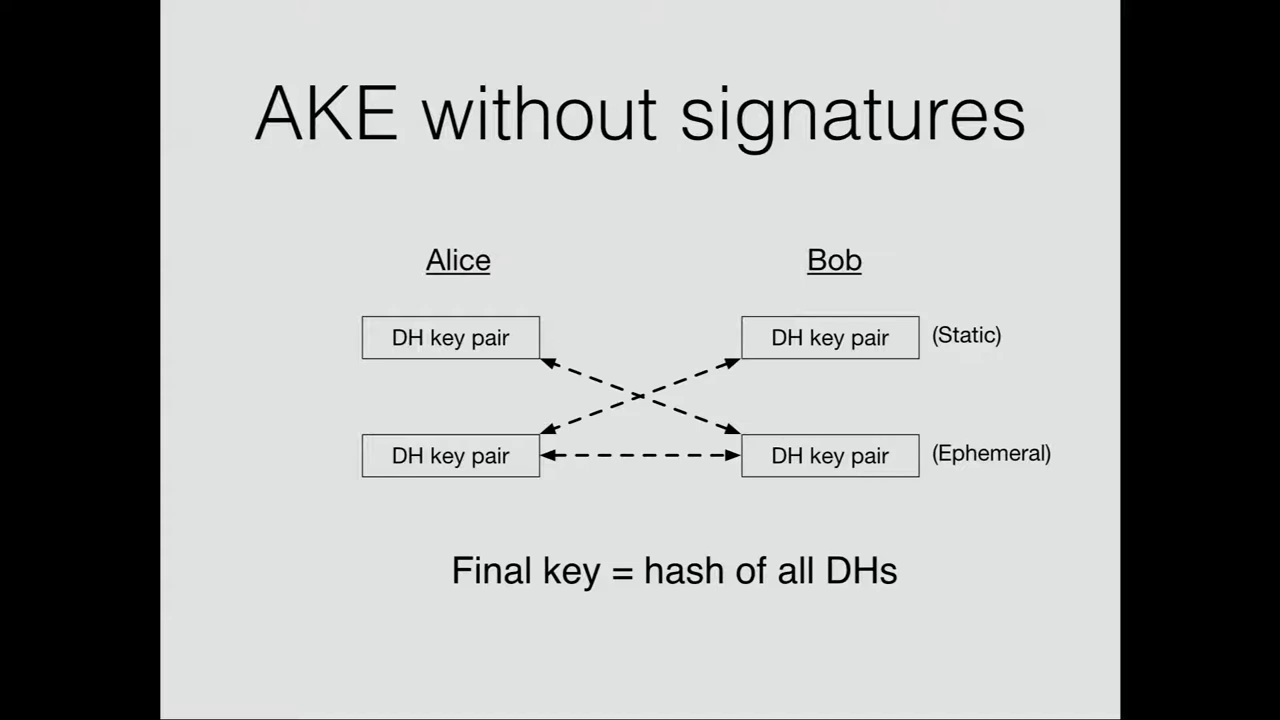 AKE without signatures
Alice Bob
DH key pair DH key pair (Static)
DH key pair DH key pair (Ephemeral)
Final key = hash of all DHs